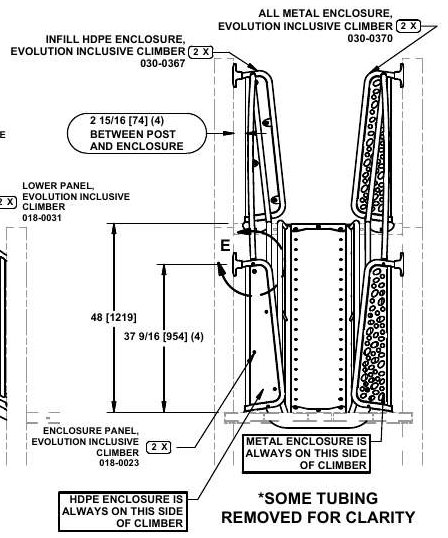 ALL METAL ENCLOSURE,
EVOLUTION INCLUSIVE CLIMBER 2 X
030-0370
INFILL HDPE ENCLOSURE,
EVOLUTION INCLUSIVE CLIMBER 2 X
030-0367
2 15/16 [74] (4)
BETWEEN POST
AND ENCLOSURE
E
LOWER PANEL,
2 X EVOLUTION INCLUSIVE
CLIMBER
018-0031
E
48 [1219]
37 9/16 [954] (4)
ENCLOSURE PANEL,
EVOLUTION INCLUSIVE
CLIMBER 2 X
018-0023
METAL ENCLOSURE IS
ALWAYS ON THIS SIDE
OF CLIMBER
HDPE ENCLOSURE IS
ALWAYS ON THIS SIDE
OF CLIMBER
*SOME TUBING
REMOVED FOR CLARITY